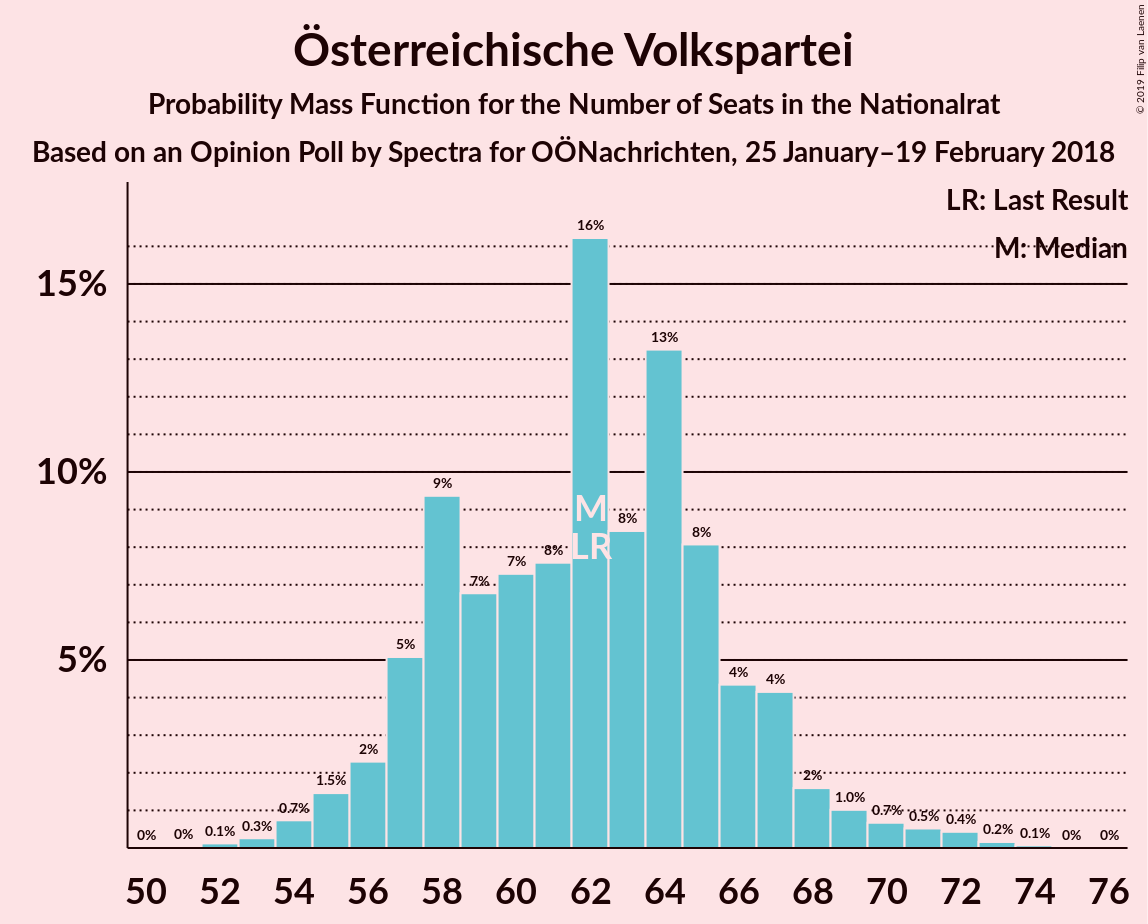 Österreichische Volkspartei
Probability Mass Function for the Number of Seats in the Nationalrat
Based on an Opinion Poll by Spectra for OÖNachrichten, 25 January–19 February 2018
© 2019 Filip van Laenen
LR: Last Result
M: Median
15%
10%
5%
0% 0% 0.1% 0.3% 0.7% 1.5% 2% 5% 9% 7% 7% 8% 16% 8% 13% 8% 4% 4% 2% 1.0% 0.7% 0.5% 0.4% 0.2% 0.1% 0% 0%
M
LR
50 52 54 56 58 60 62 64 66 68 70 72 74 76